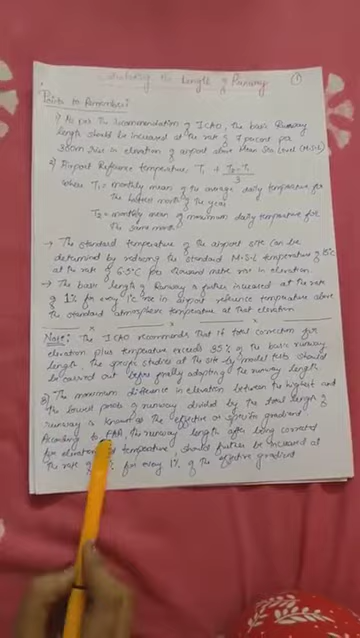 the Length of Runway
1
Points to Remember:
1) As per the recommendation of ICAO, the basic Runway
length should be increased at the rate of 7 percent per
300m rise in elevation of airport above Mean Sea Level (M.S.L)
2) Airport Reference temperature T1 + T2-T1/3
where T1 = monthly mean of the average daily temperature for
the hottest month of the year
T2 = monthly mean of maximum daily temperature for
the same month
→ The standard temperature of the airport site can be
determined by reducing the standard M.S.L temperature of 15°C
at the rate of 6.5°C per thousand metre rise in elevation.
→ The basic length of Runway is further increased at the rate
of 1% for every 1°C rise in airport reference temperature above
the standard atmosphere temperature at that elevation
Note: The ICAO recommends that if total correction for
elevation plus temperature exceeds 35% of the basic runway
length the specific studies at the site by model tests should
be carried out before finally adopting the runway length.
3) The maximum difference in elevation between the highest and
the lowest points of runway divided by the total length of
runway is known as the effective or specific gradient
According to FAA, the runway length after being corrected
for elevation temperature, should further be increased at
the rate of for every 1% of the effective gradient